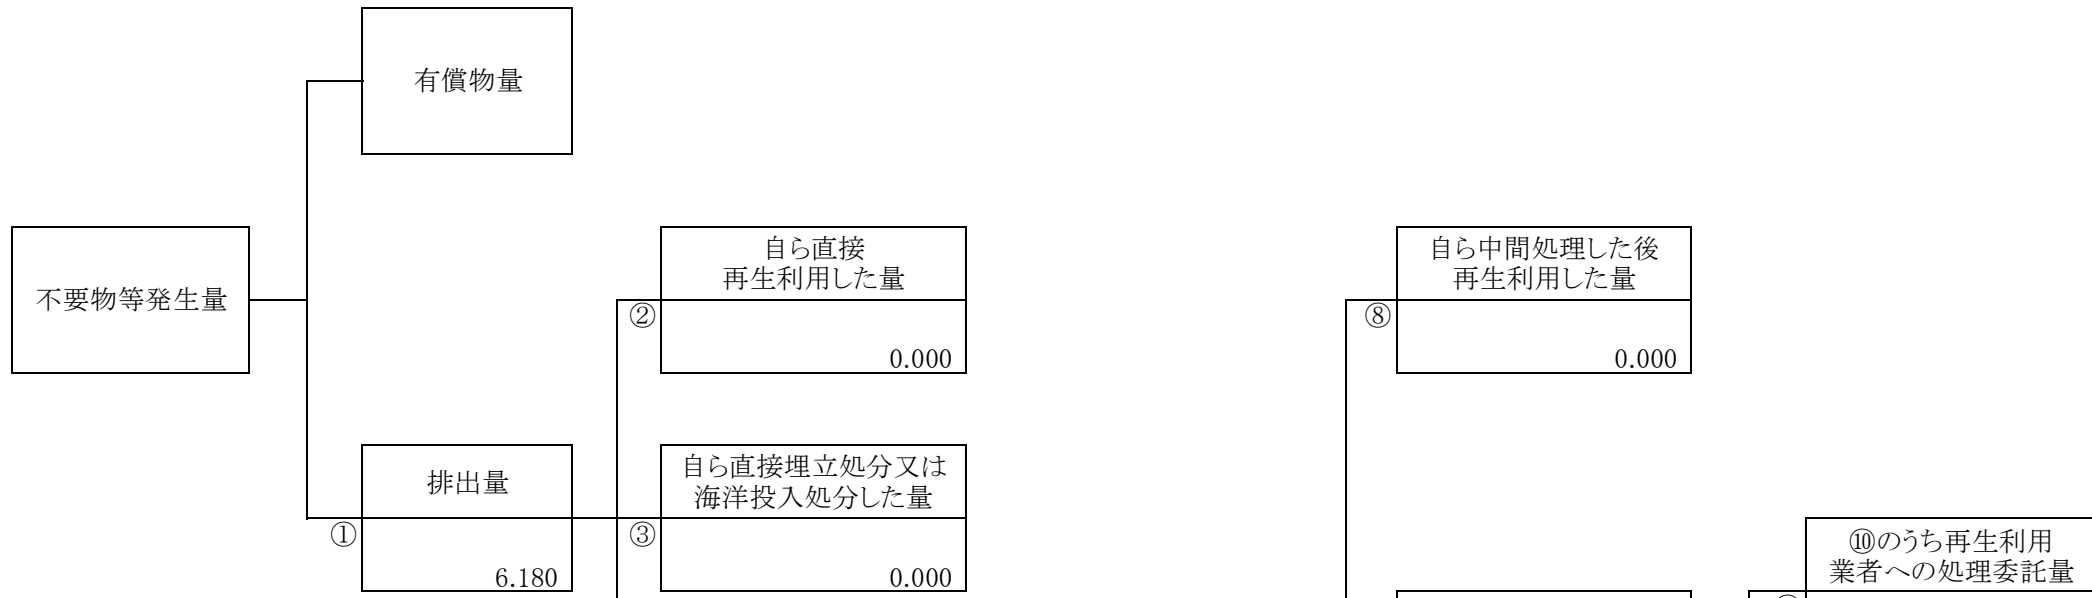 有償物量
不要物等発生量
自ら直接
再生利用した量
②
0.000
自ら中間処理した後
再生利用した量
⑧
0.000
排出量
①
6.180
自ら直接埋立処分又は
海洋投入処分した量
③
0.000
⑩のうち再生利用
業者への処理委託量